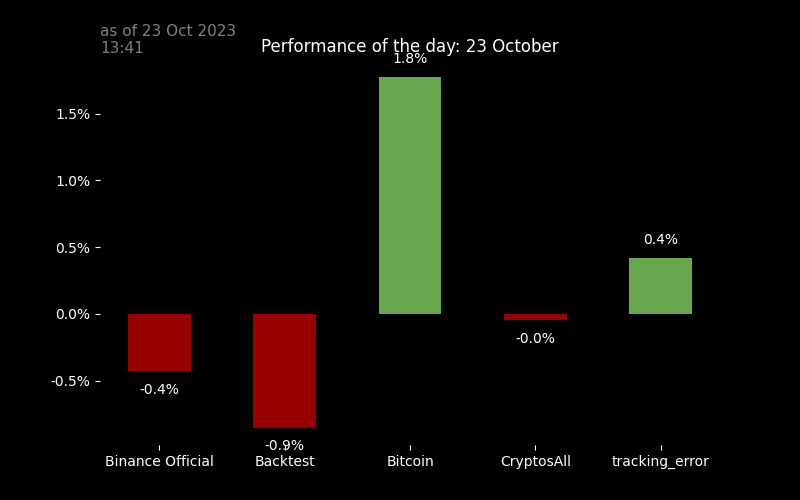 as of 23 Oct 2023
13:41
Performance of the day: 23 October
1.8%
1.5%
1.0%
0.5%
0.4%
0.0%
-0.0%
-0.5%
-0.4%
-0.9%
Binance Official
Backtest
Bitcoin
CryptosAll
tracking_error